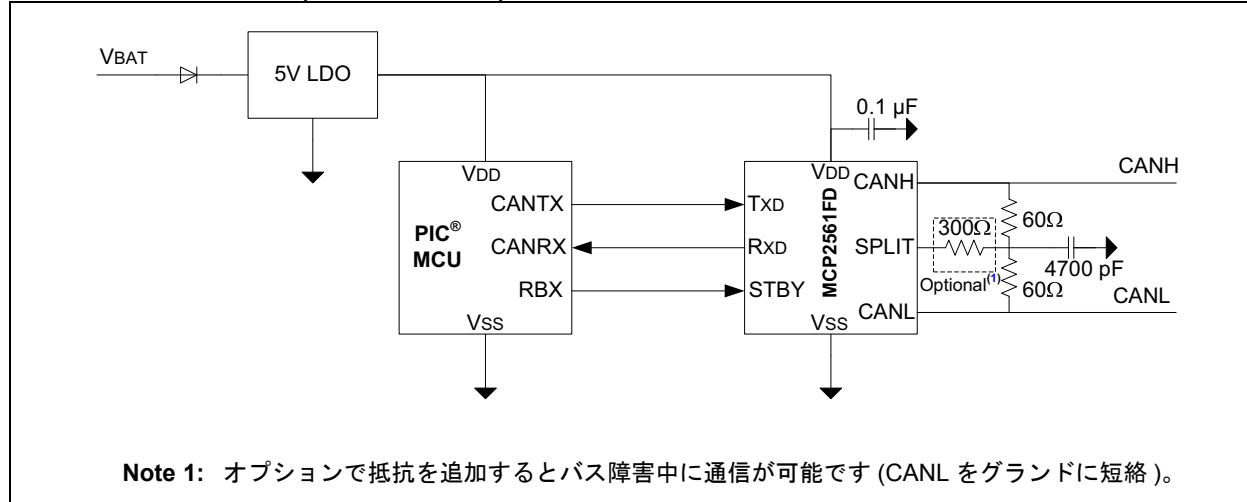 VBAT
5V LDO
0.1 µF
VDD
CANTX
PIC®
MCU
CANRX
RBX
VSS
VDD
CANH
TXD
RXD
SPLIT
STBY
CANL
VSS
MCP2561FD
CANH
60Ω
300Ω
Optional(1)
4700 pF
60Ω
CANL
Note 1: オプションで抵抗を追加するとバス障害中に通信が可能です (CANL をグランドに短絡 )。